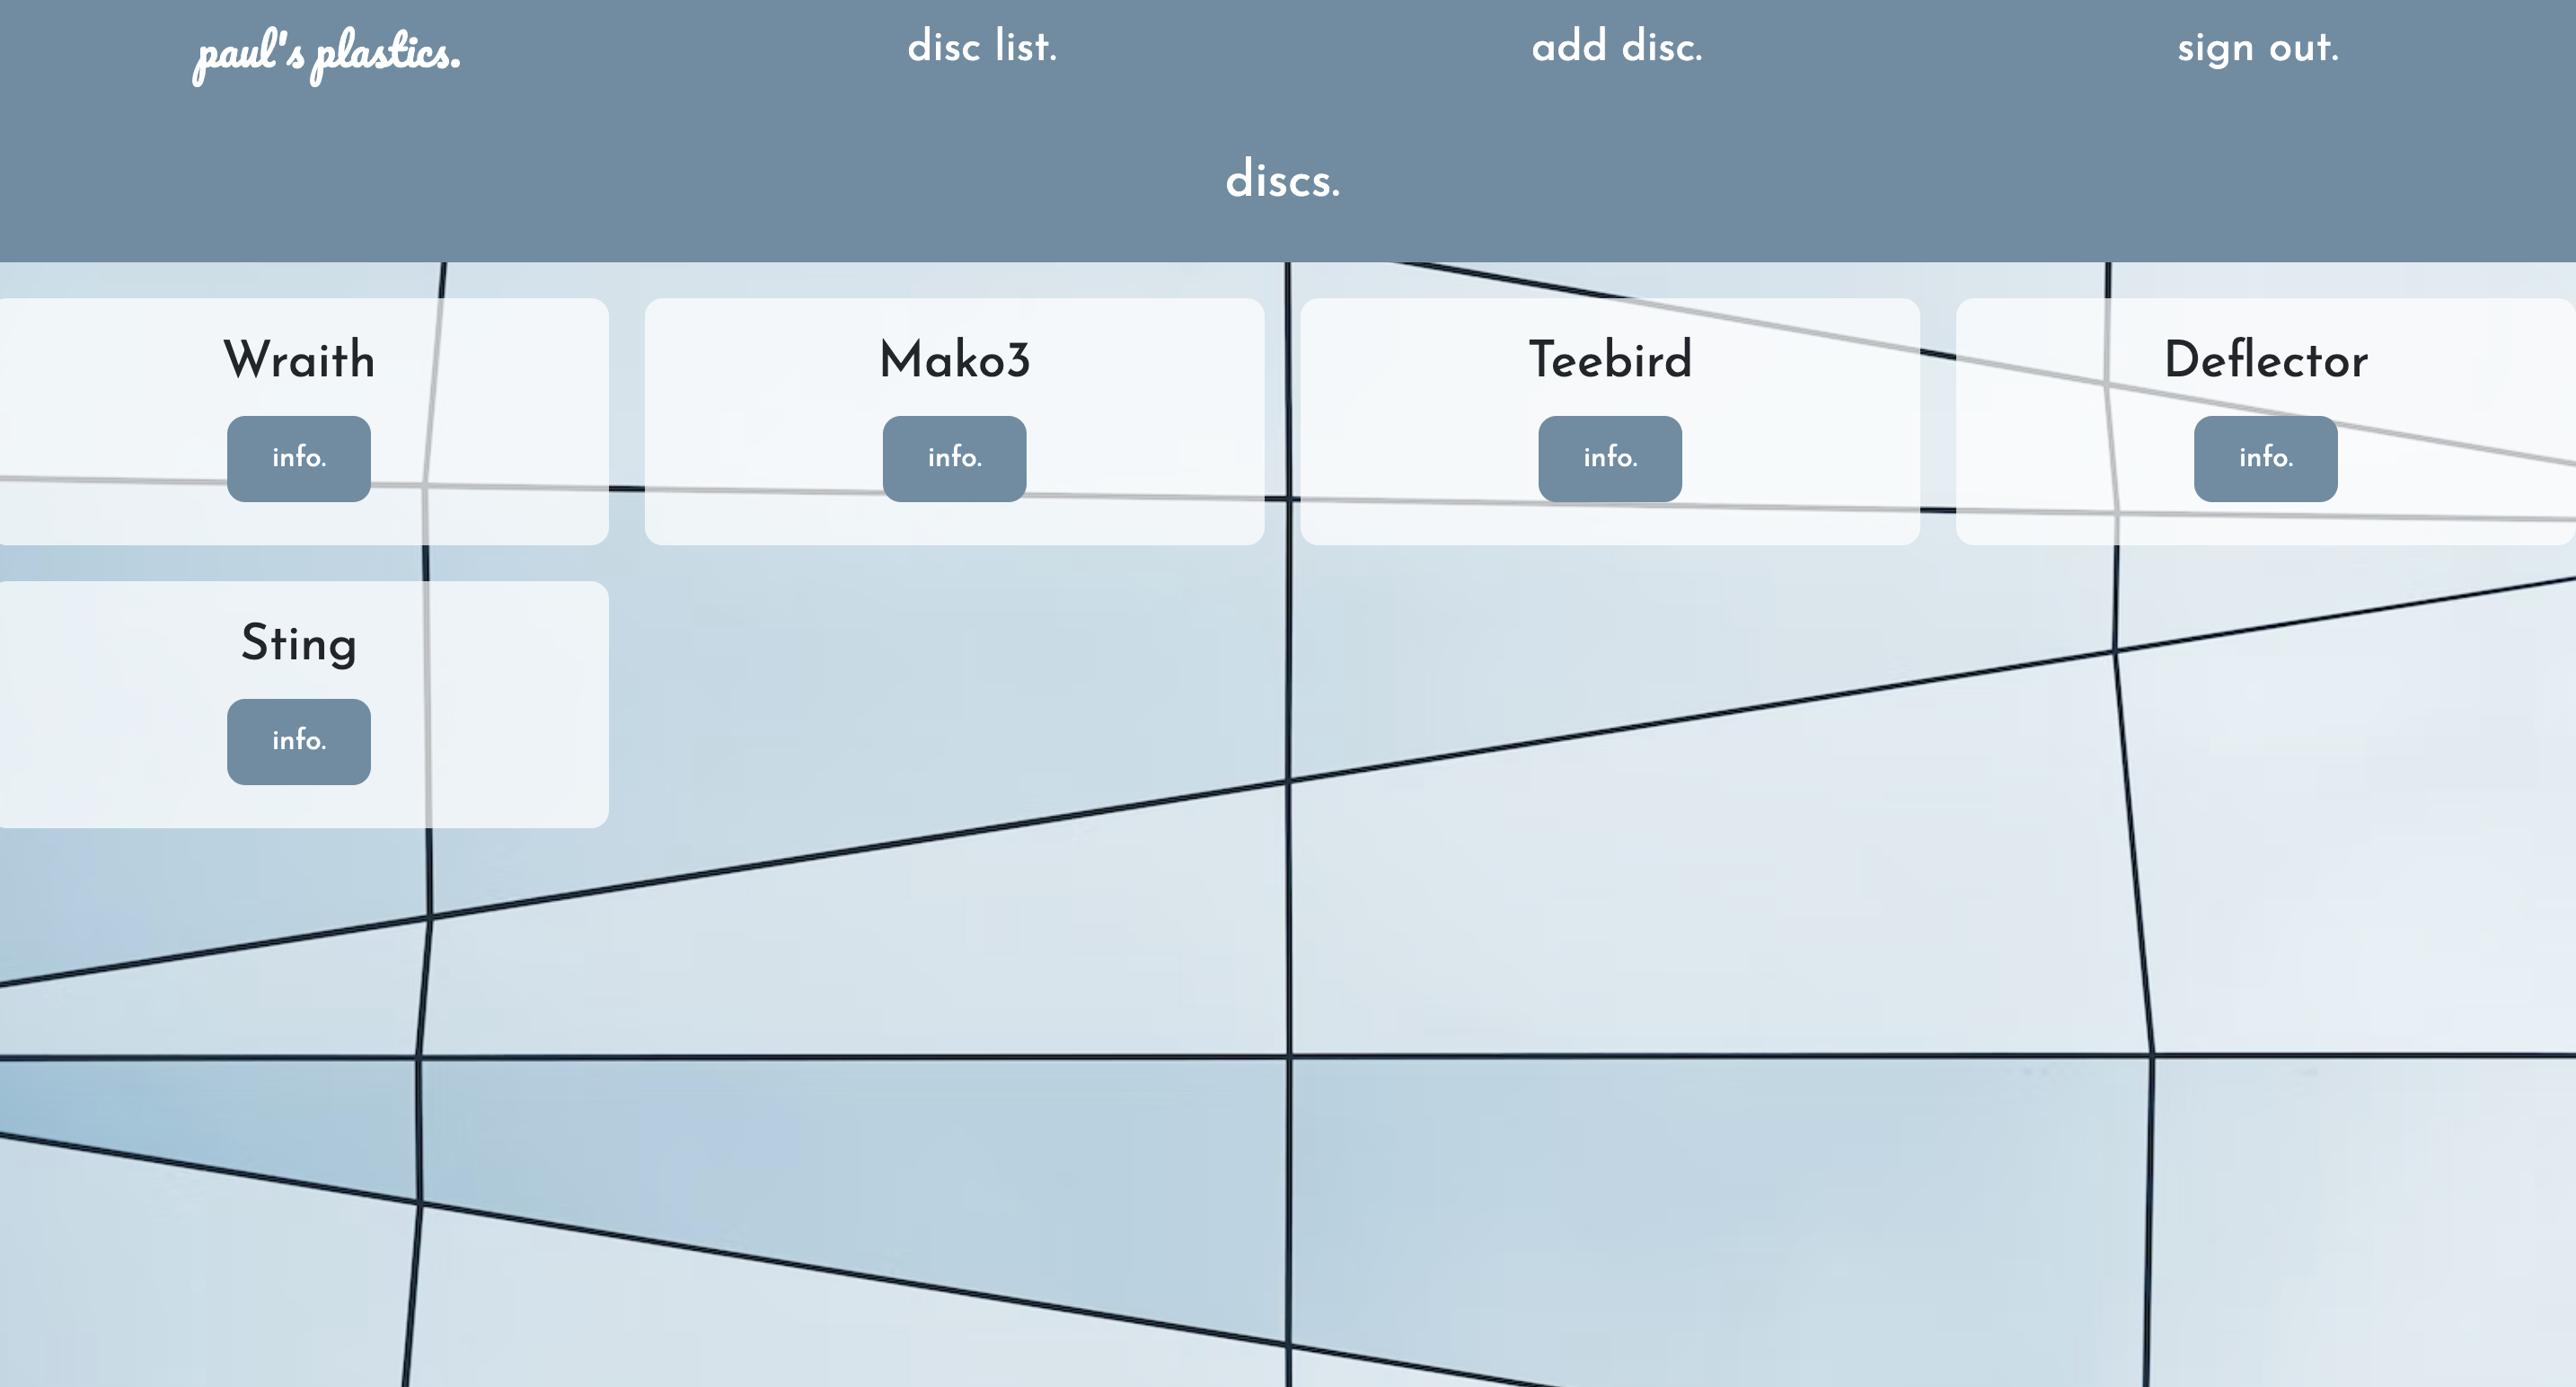 paul's plastics.
disc list.
add disc.
sign out.
discs.
Wraith
info.
Mako3
info.
Teebird
info.
Deflector
info.
Sting
info.